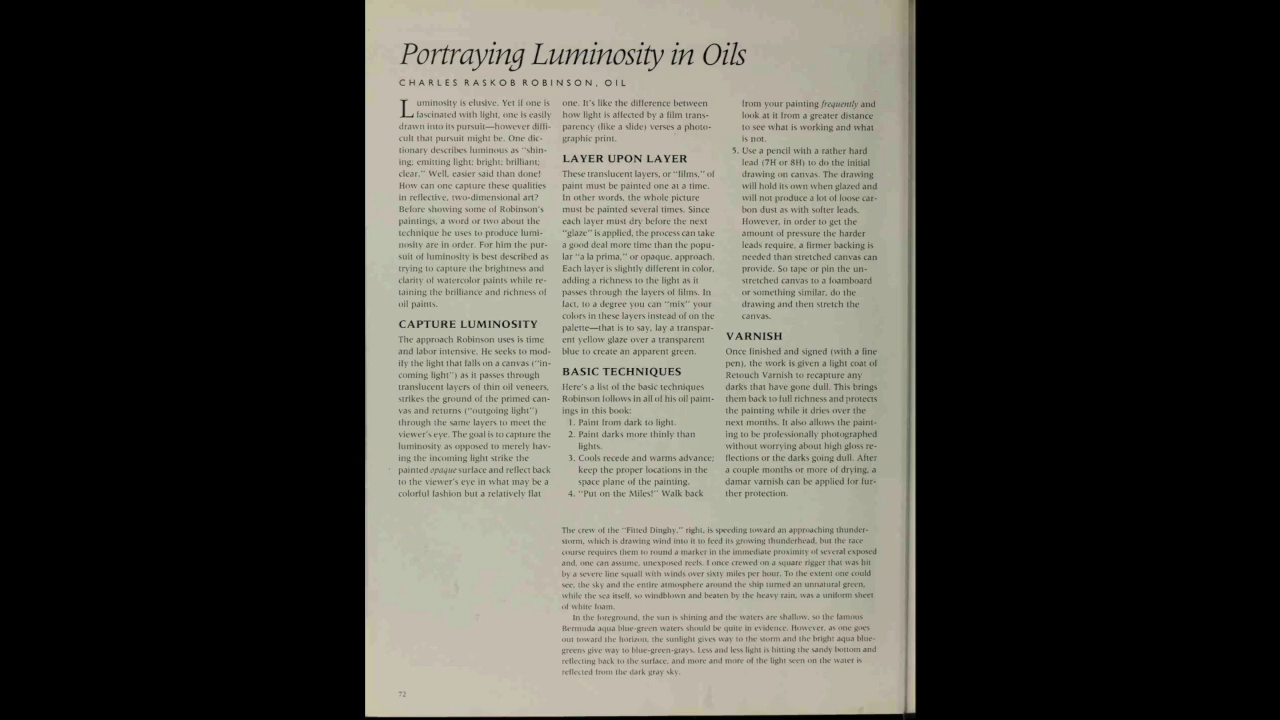 Portraying Luminosity in Oils
CHARLES RASKOB ROBINSON, OIL
Luminosity is elusive. Yet if one is
fascinated with light, one is easily
drawn into its pursuit—however diffi-
cult that pursuit might be. One dic-
tionary describes luminous as "shin-
ing; emitting light; bright; brilliant;
clear." Well, easier said than done!
How can one capture these qualities
in reflective, two-dimensional art?
Before showing some of Robinson's
paintings, a word or two about the
technique he uses to produce lumi-
nosity are in order. For him the pur-
suit of luminosity is best described as
trying to capture the brightness and
clarity of watercolor paints while re-
taining the brilliance and richness of
oil paints.
CAPTURE LUMINOSITY
The approach Robinson uses is time
and labor intensive. He seeks to mod-
ify the light that falls on a canvas ("in-
coming light") as it passes through
translucent layers of thin oil veneers,
strikes the ground of the primed can-
vas and returns ("outgoing light")
through the same layers to meet the
viewer's eye. The goal is to capture the
luminosity as opposed to merely hav-
ing the incoming light strike the
painted opaque surface and reflect back
to the viewer's eye in what may be a
colorful fashion but a relatively flat
one. It's like the difference between
how light is affected by a film trans-
parency (like a slide) verses a photo-
graphic print.
LAYER UPON LAYER
These translucent layers, or "films," of
paint must be painted one at a time.
In other words, the whole picture
must be painted several times. Since
each layer must dry before the next
"glaze" is applied, the process can take
a good deal more time than the popu-
lar "a la prima," or opaque, approach.
Each layer is slightly different in color,
adding a richness to the light as it
passes through the layers of films. In
fact, to a degree you can "mix" your
colors in these layers instead of on the
palette—that is to say, lay a transpar-
ent yellow glaze over a transparent
blue to create an apparent green.
BASIC TECHNIQUES
Here's a list of the basic techniques
Robinson follows in all of his oil paint-
ings in this book:
1. Paint from dark to light.
2. Paint darks more thinly than
lights.
3. Cools recede and warms advance;
keep the proper locations in the
space plane of the painting.
4. "Put on the Miles!" Walk back
from your painting frequently and
look at it from a greater distance
to see what is working and what
is not.
5. Use a pencil with a rather hard
lead (7H or 8H) to do the initial
drawing on canvas. The drawing
will hold its own when glazed and
will not produce a lot of loose car-
bon dust as with softer leads.
However, in order to get the
amount of pressure the harder
leads require, a firmer backing is
needed than stretched canvas can
provide. So tape or pin the un-
stretched canvas to a foamboard
or something similar, do the
drawing and then stretch the
canvas.
VARNISH
Once finished and signed (with a fine
pen), the work is given a light coat of
Retouch Varnish to recapture any
darks that have gone dull. This brings
them back to full richness and protects
the painting while it dries over the
next months. It also allows the paint-
ing to be professionally photographed
without worrying about high gloss re-
flections or the darks going dull. After
a couple months or more of drying, a
damar varnish can be applied for fur-
ther protection.
The crew of the "Fitted Dinghy," right, is speeding toward an approaching thunder-
storm, which is drawing wind into it to feed its growing thunderhead, but the race
course requires them to round a marker in the immediate proximity of several exposed
and, one can assume, unexposed reefs. I once crewed on a square rigger that was hit
by a severe line squall with winds over sixty miles per hour. To the extent one could
see, the sky and the entire atmosphere around the ship turned an unnatural green,
while the sea itself, so windblown and beaten by the heavy rain, was a uniform sheet
of white foam.
In the foreground, the sun is shining and the waters are shallow, so the famous
Bermuda aqua blue-green waters should be quite in evidence. However, as one goes
out toward the horizon, the sunlight gives way to the storm and the bright aqua blue-
greens give way to blue-green-grays. Less and less light is hitting the sandy bottom and
reflecting back to the surface, and more and more of the light seen on the water is
reflected from the dark gray sky.
72